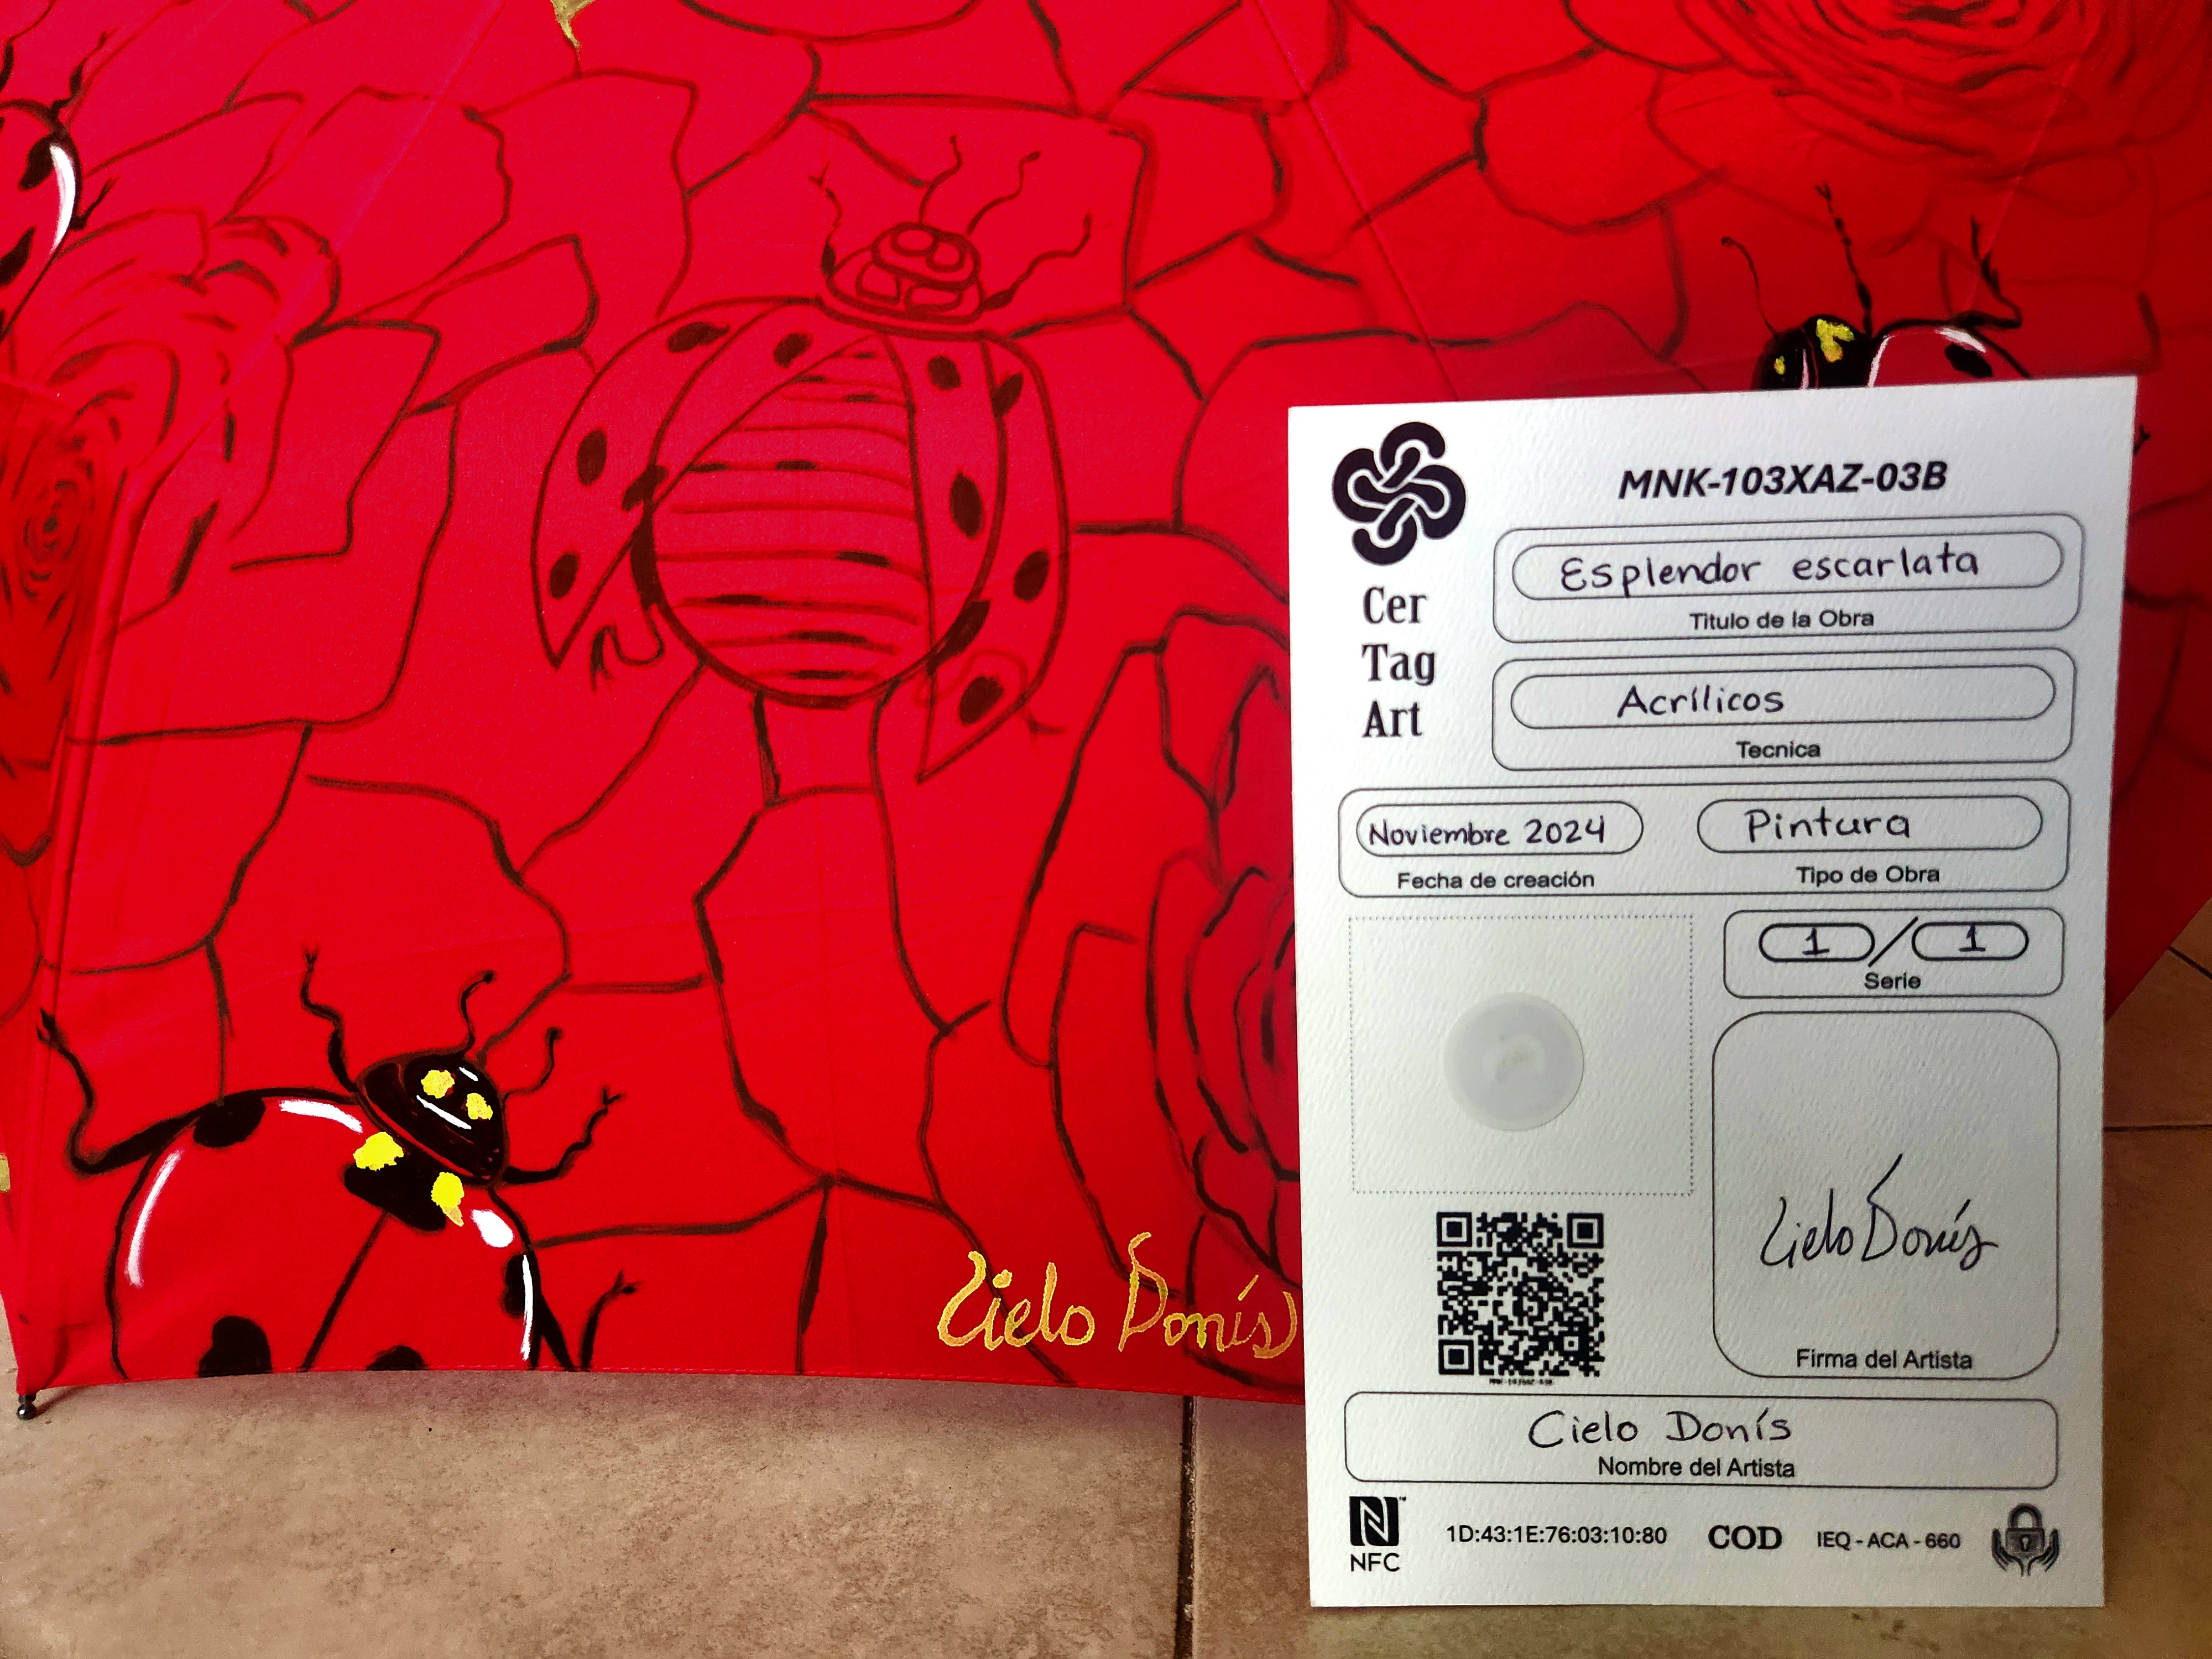 MNK-103XAZ-03B
Cer
Tag
Art
Esplendor escarlata
Titulo de la Obra
Acrílicos
Tecnica
Noviembre 2024
Fecha de creación
Pintura
Tipo de Obra
1 / 1
Serie
Cielo Donís
Firma del Artista
Cielo Donís
Cielo Donís
Nombre del Artista
NFC
1D:43:1E:76:03:10:80 COD IEQ - ACA - 660